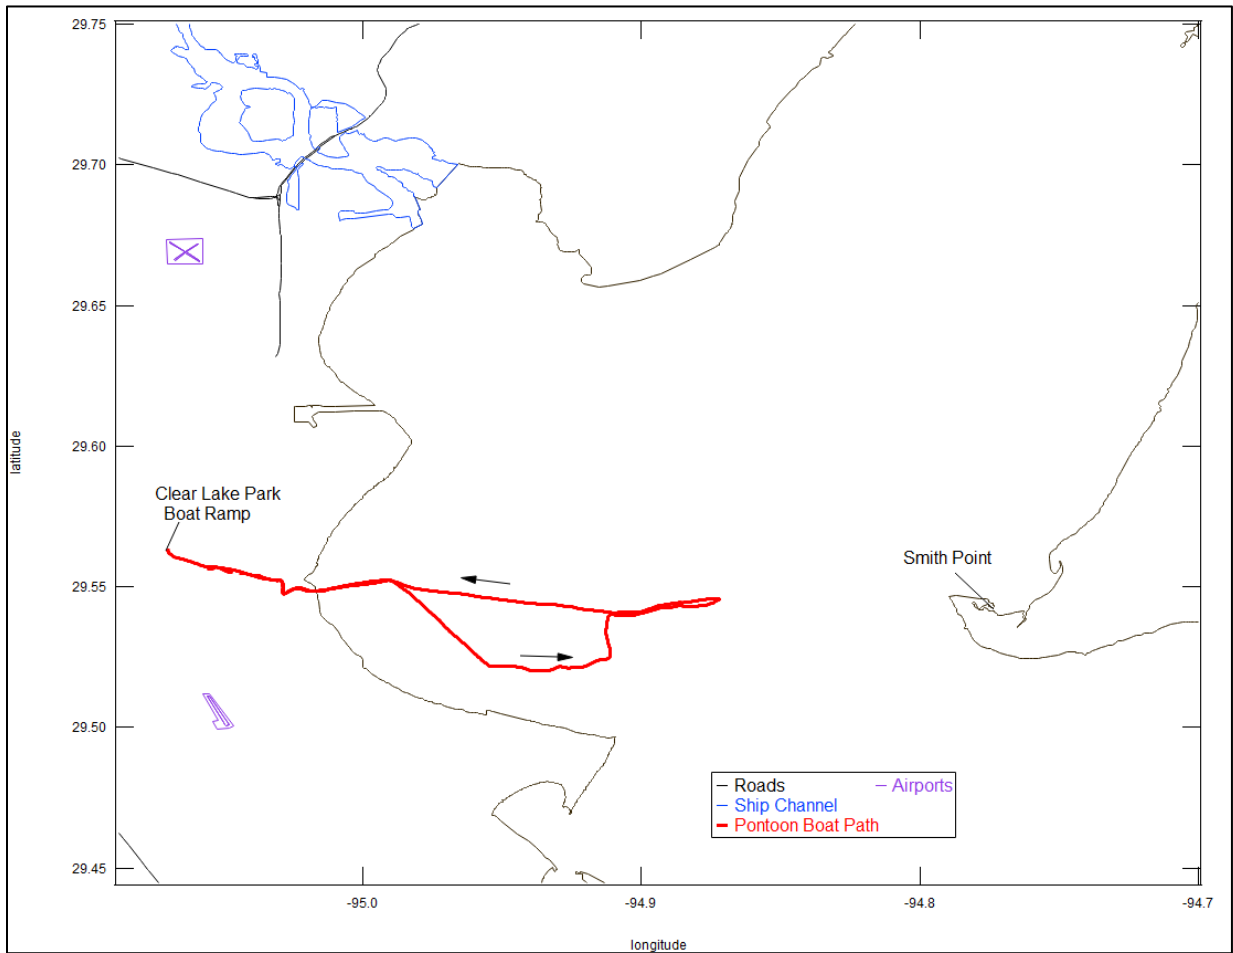 29.75
29.70
29.65
29.60
29.55
29.50
29.45
latitude
Clear Lake Park
Boat Ramp
Smith Point
Roads
Airports
Ship Channel
Pontoon Boat Path
-95.0
-94.9
-94.8
-94.7
longitude